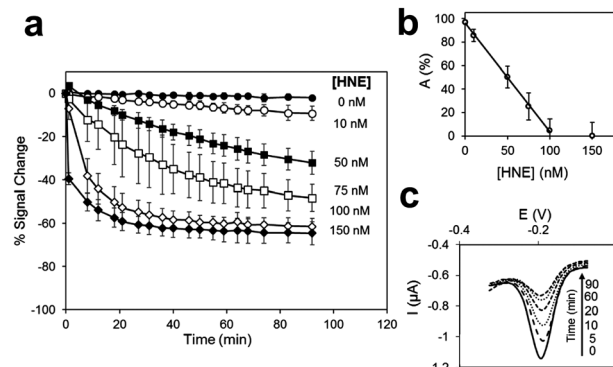 a
0
-20
-40
-60
-80
-100
% Signal Change
0 20 40 60 80 100 120
Time (min)
[HNE]
0 nM
10 nM
50 nM
75 nM
100 nM
150 nM
b
100
80
60
40
20
0
A (%)
0 50 100 150
[HNE] (nM)
c
E (V)
-0.4 -0.2
-0.4
-0.6
-0.8
-1
I (µA)
90
60
20
10
5
0
Time (min)